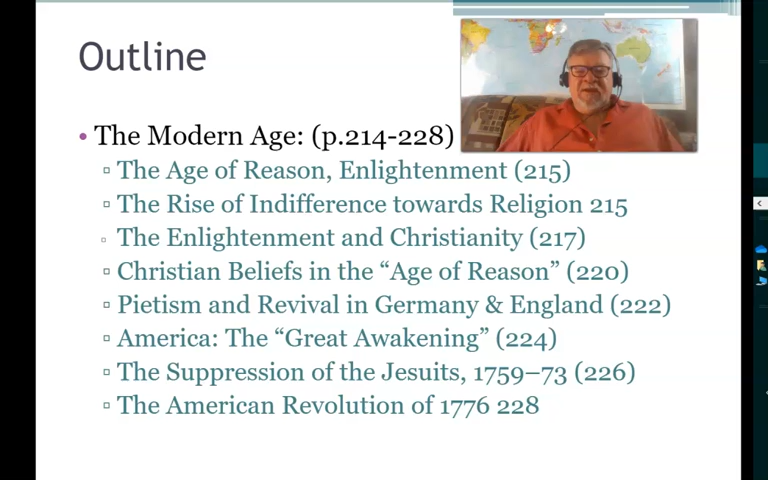 Outline
• The Modern Age: (p.214-228)
▫ The Age of Reason, Enlightenment (215)
▫ The Rise of Indifference towards Religion 215
▫ The Enlightenment and Christianity (217)
▫ Christian Beliefs in the “Age of Reason” (220)
▫ Pietism and Revival in Germany & England (222)
▫ America: The “Great Awakening” (224)
▫ The Suppression of the Jesuits, 1759–73 (226)
▫ The American Revolution of 1776 228